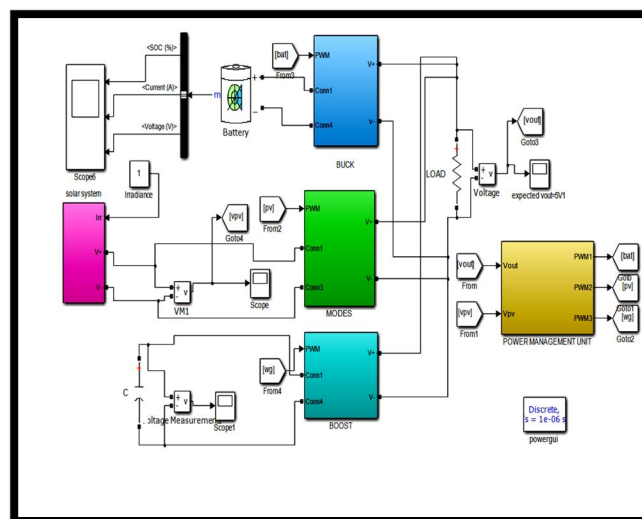 <SOC (%)>
<Current (A)>
<Voltage (V)>
Scope6
m
+
−
Battery
[bat]
From3
PWM
Conn1
Conn4
V+
V-
BUCK
solar system
1
Irradiance
Irr
V+
V-
[vpv]
Goto4
[pv]
From2
PWM
Conn1
Conn3
V+
V-
MODES
+
-
v
VM1
Scope
LOAD
+
+
-
v
Voltage
[vout]
Goto3
expected vout=5V1
[vout]
From
[vpv]
From1
Vout
Vpv
PWM1
PWM2
PWM3
POWER MANAGEMENT UNIT
[bat]
[pv]
Goto1
[wg]
Goto2
+
C
+
-
v
oltage Measurement
Scope1
[wg]
From4
PWM
Conn1
Conn4
V+
V-
BOOST
Discrete,
s = 1e-06 s
powergui